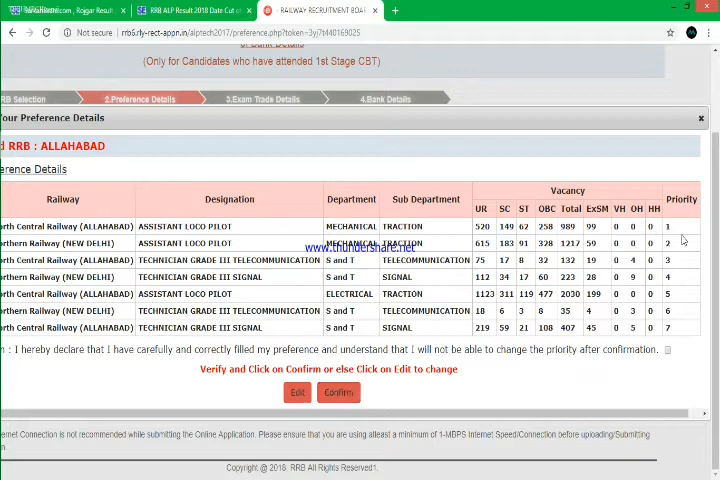 RRB ALP Result 2018 Date Cut of
RAILWAY RECRUITMENT BOAR
Not secure
rrb6.rly-rect-appn.in/alptech2017/preference.php?token=3yj7t440169025
of Bank Details
(Only for Candidates who have attended 1st Stage CBT)
RB Selection
2.Preference Details
3.Exam Trade Details
4.Bank Details
Your Preference Details
d RRB : ALLAHABAD
erence Details
Railway Designation Department Sub Department Vacancy Priority
UR SC ST OBC Total ExSM VH OH HH
orth Central Railway (ALLAHABAD) ASSISTANT LOCO PILOT MECHANICAL TRACTION 520 149 62 258 989 99 0 0 0 1
orthern Railway (NEW DELHI) ASSISTANT LOCO PILOT MECHANICAL TRACTION 615 183 91 328 1217 59 0 0 0 2
www.thundershare.net
orth Central Railway (ALLAHABAD) TECHNICIAN GRADE III TELECOMMUNICATION S and T TELECOMMUNICATION 75 17 8 32 132 19 0 4 0 3
orthern Railway (NEW DELHI) TECHNICIAN GRADE III SIGNAL S and T SIGNAL 112 34 17 60 223 28 0 9 0 4
orth Central Railway (ALLAHABAD) ASSISTANT LOCO PILOT ELECTRICAL TRACTION 1123 311 119 477 2030 199 0 0 0 5
orthern Railway (NEW DELHI) TECHNICIAN GRADE III TELECOMMUNICATION S and T TELECOMMUNICATION 18 6 3 8 35 4 0 3 0 6
orth Central Railway (ALLAHABAD) TECHNICIAN GRADE III SIGNAL S and T SIGNAL 219 59 21 108 407 45 0 5 0 7
n : I hereby declare that I have carefully and correctly filled my preference and understand that I will not be able to change the priority after confirmation.
Verify and Click on Confirm or else Click on Edit to change
Edit
Confirm
ernet Connection is not recommended while submitting the Online Application. Please ensure that you are using atleast a minimum of 1-MBPS Internet Speed/Connection before uploading/Submitting
m.
Copyright @ 2018. RRB All Rights Reserved1.